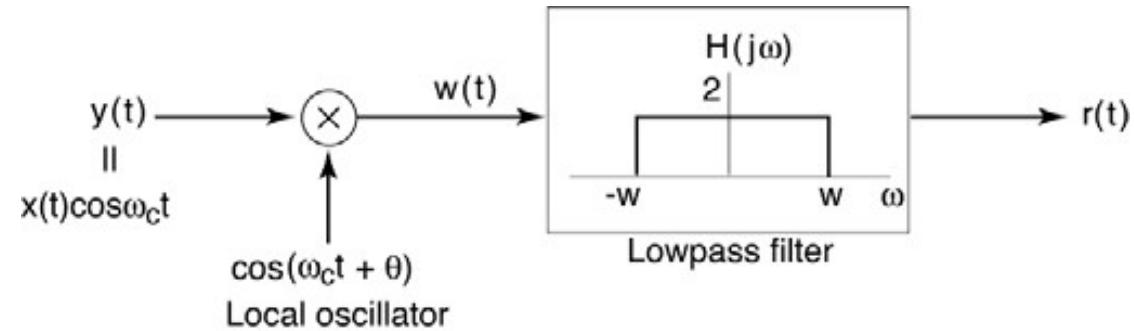 H(jω)
2
w(t)
y(t)
r(t)
=
x(t)cosω_ct
-w
w
ω
Lowpass filter
cos(ω_ct + θ)
Local oscillator